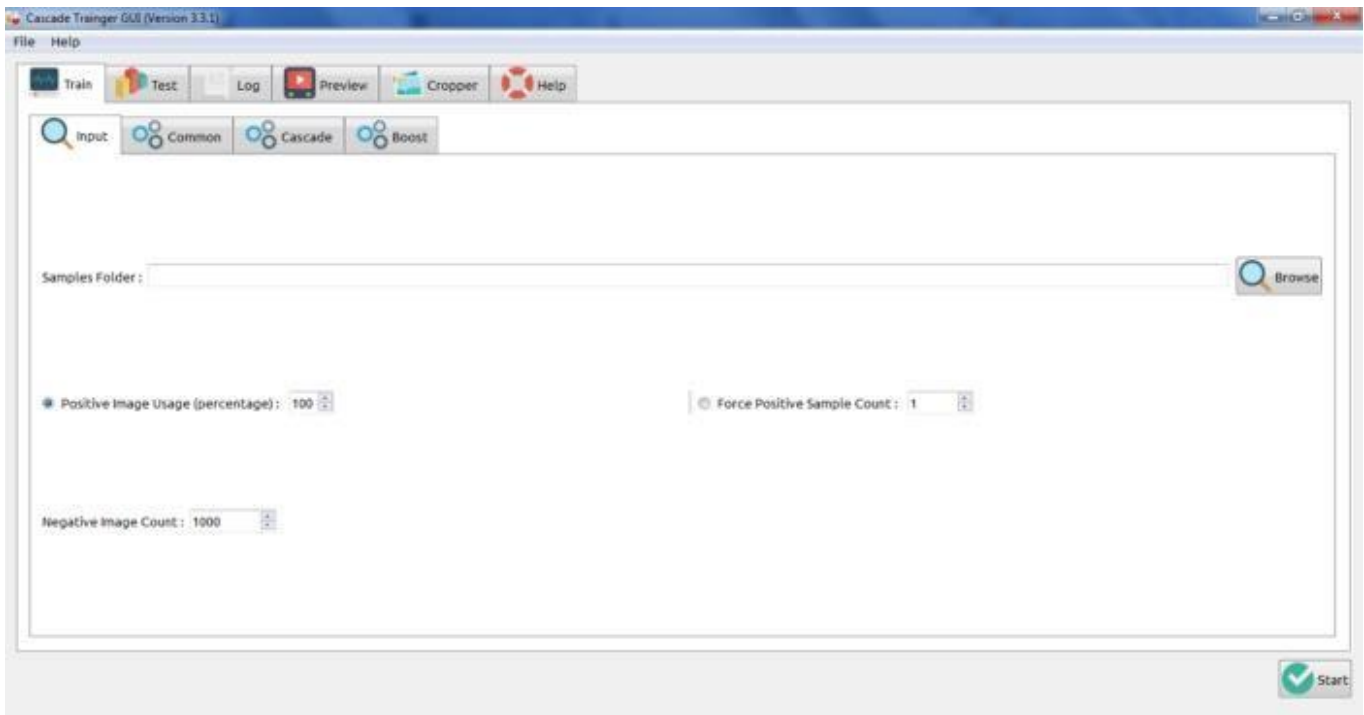 Cascade Trainger GUI (Version 3.3.1)
File Help
Train Test Log Preview Cropper Help
Input Common Cascade Boost
Samples Folder : Browse
Positive Image Usage (percentage) : 100 Force Positive Sample Count : 1
Negative Image Count : 1000
Start